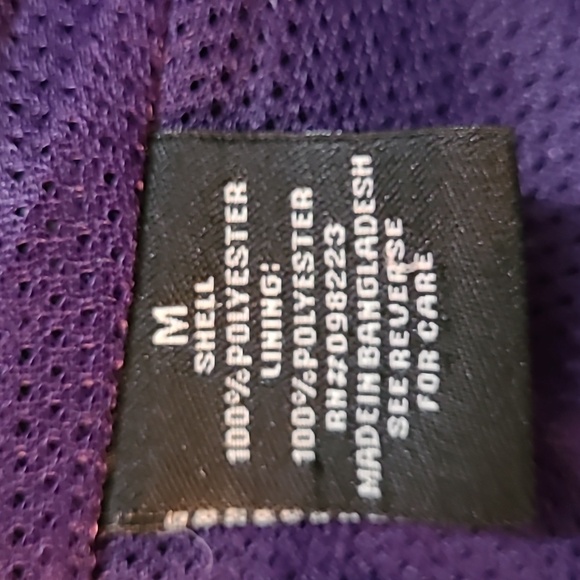 M
SHELL
100%POLYESTER
LINING:
100%POLYESTER
RN#098223
MADE IN BANGLADESH
SEE REVERSE
FOR CARE